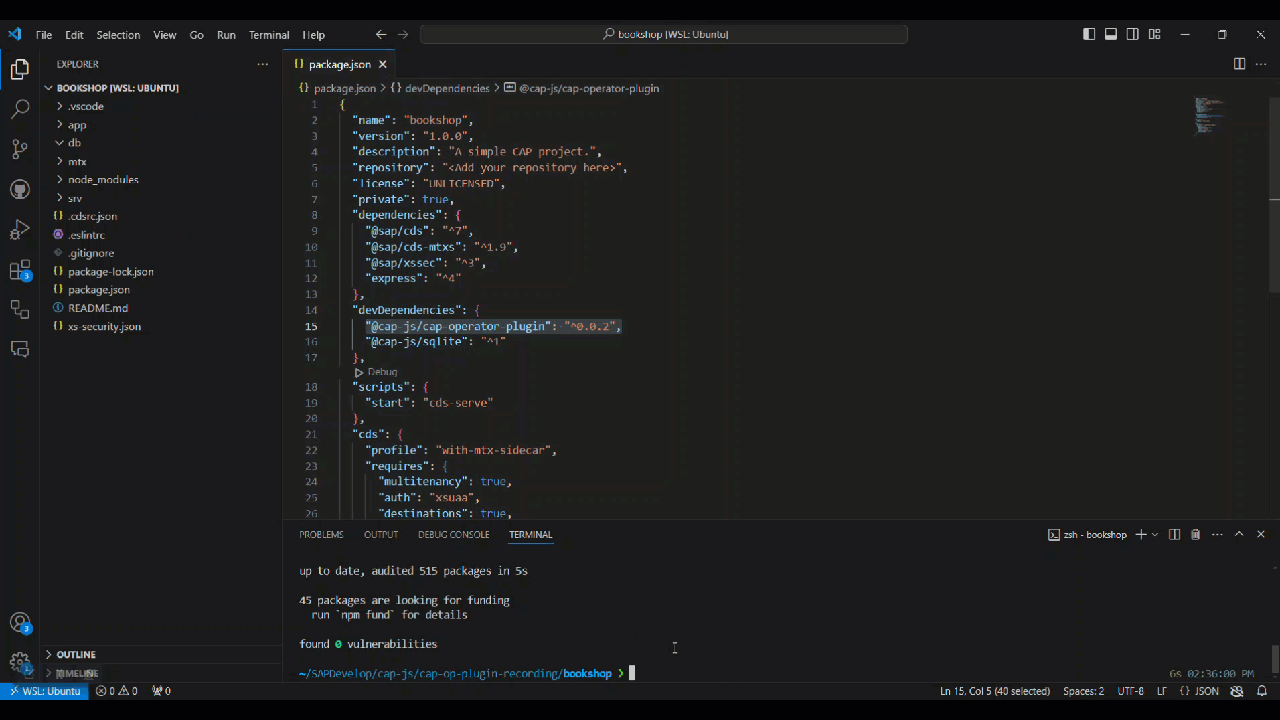 File Edit Selection View Go Run Terminal Help
bookshop [WSL: Ubuntu]
EXPLORER
BOOKSHOP [WSL: UBUNTU]
.vscode
app
db
mtx
node_modules
srv
.cdsrc.json
.eslintrc
.gitignore
package-lock.json
package.json
README.md
xs-security.json
OUTLINE
TIMELINE
3
3
package.json
package.json > {} devDependencies > @cap-js/cap-operator-plugin
1 {
2 "name": "bookshop",
3 "version": "1.0.0",
4 "description": "A simple CAP project.",
5 "repository": "<Add your repository here>",
6 "license": "UNLICENSED",
7 "private": true,
8 "dependencies": {
9 "@sap/cds": "^7",
10 "@sap/cds-mtxs": "^1.9",
11 "@sap/xssec": "^3",
12 "express": "^4"
13 },
14 "devDependencies": {
15 "@cap-js/cap-operator-plugin": "^0.0.2",
16 "@cap-js/sqlite": "^1"
17 },
Debug
18 "scripts": {
19 "start": "cds-serve"
20 },
21 "cds": {
22 "profile": "with-mtx-sidecar",
23 "requires": {
24 "multitenancy": true,
25 "auth": "xsuaa",
26 "destinations": true,
PROBLEMS OUTPUT DEBUG CONSOLE TERMINAL
zsh - bookshop
up to date, audited 515 packages in 5s
45 packages are looking for funding
run `npm fund` for details
found 0 vulnerabilities
~/SAPDevelop/cap-js/cap-op-plugin-recording/bookshop ❯
6s 02:36:00 PM
WSL: Ubuntu 0 0 0
Ln 15, Col 5 (40 selected) Spaces: 2 UTF-8 LF {} JSON